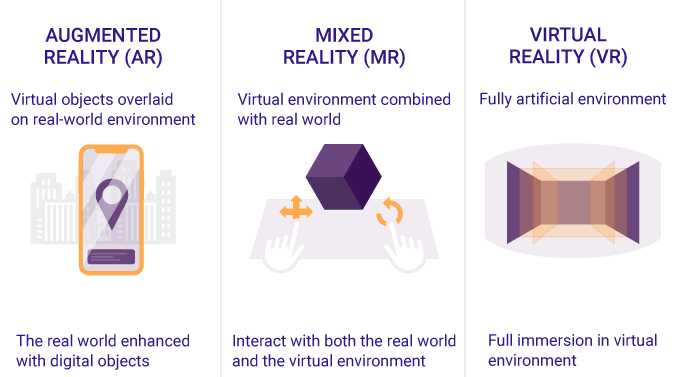 AUGMENTED
REALITY (AR)
Virtual objects overlaid
on real-world environment
The real world enhanced
with digital objects
MIXED
REALITY (MR)
Virtual environment combined
with real world
Interact with both the real world
and the virtual environment
VIRTUAL
REALITY (VR)
Fully artificial environment
Full immersion in virtual
environment